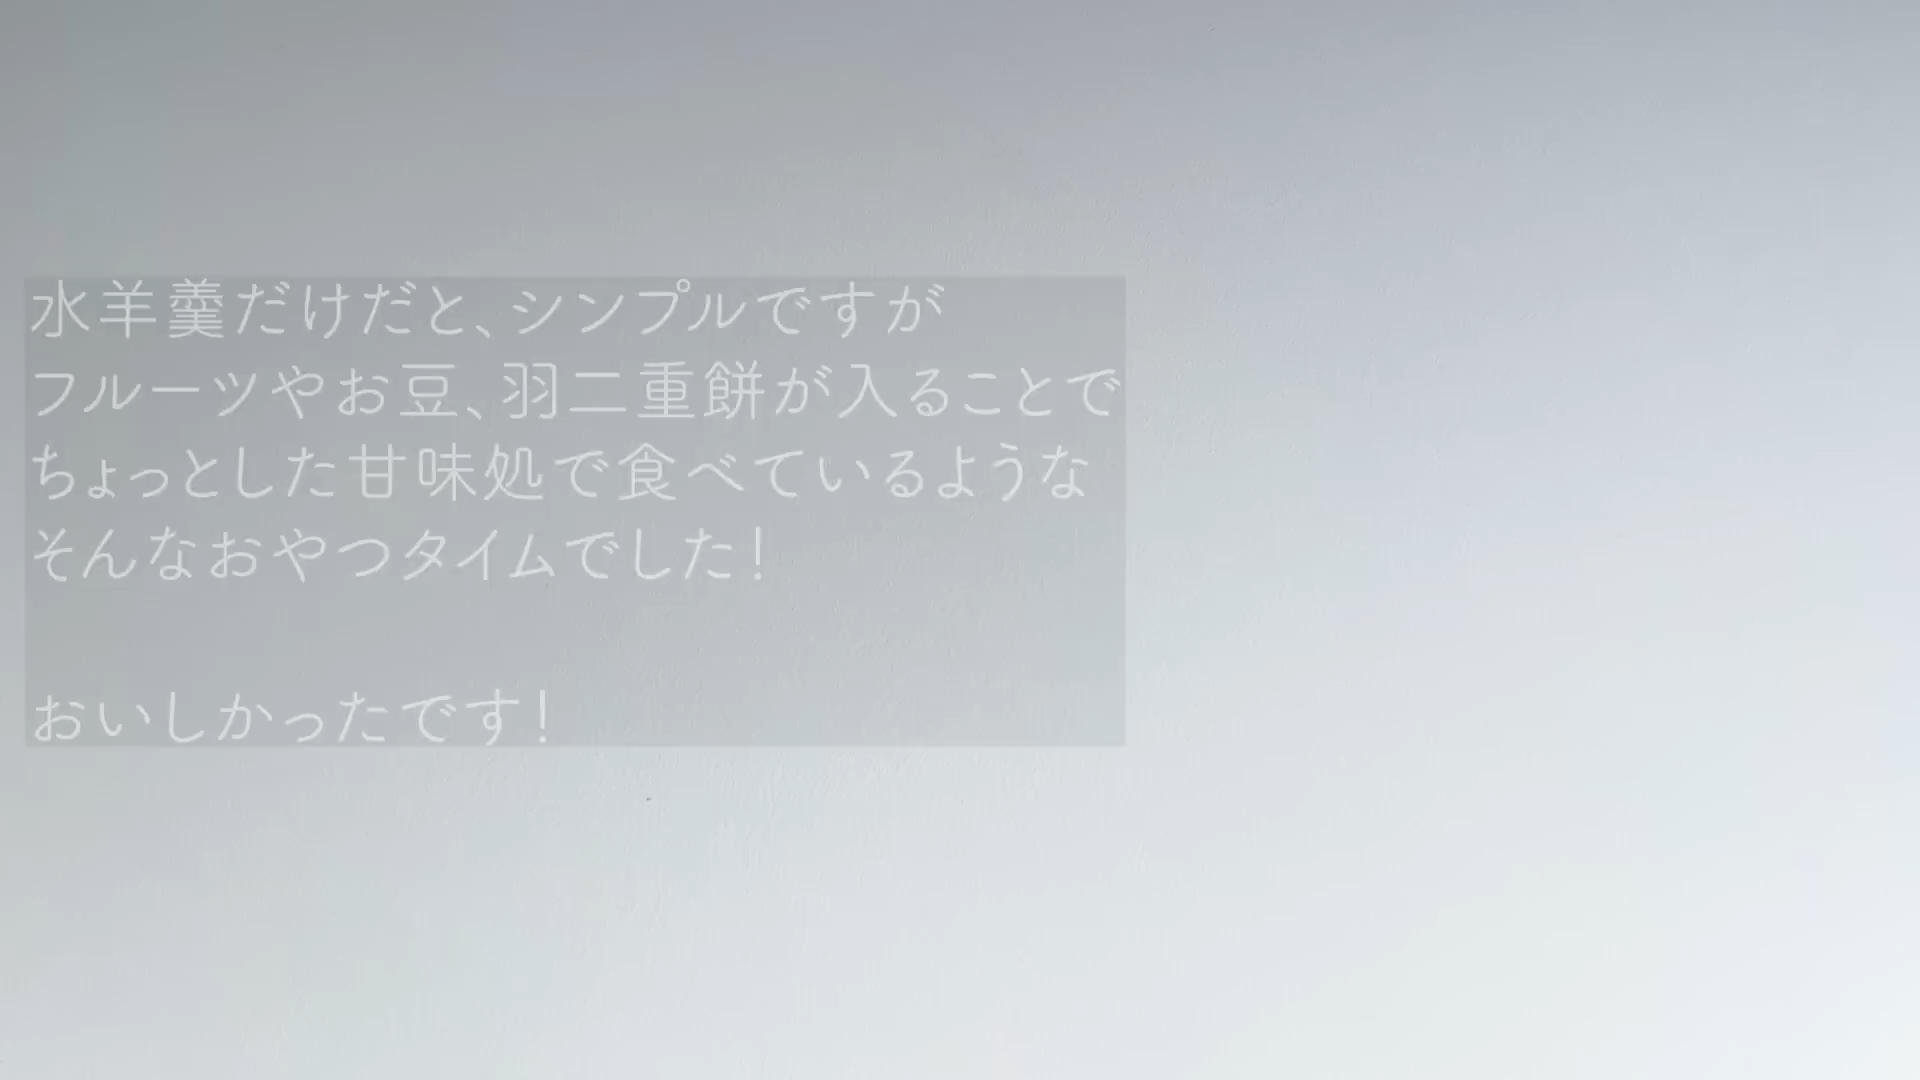 水羊羹だけだと、シンプルですが
フルーツやお豆、羽二重餅が入ることで
ちょっとした甘味処で食べているような
そんなおやつタイムでした！
おいしかったです！